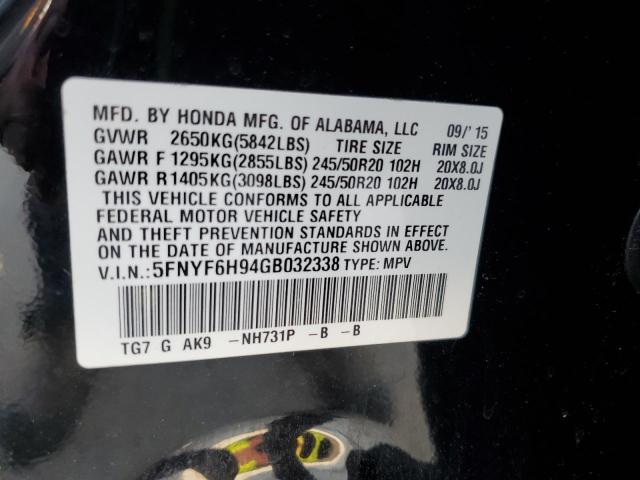 MFD. BY HONDA MFG. OF ALABAMA, LLC 09/'15
GVWR 2650KG(5842LBS) TIRE SIZE RIM SIZE
GAWR F 1295KG(2855LBS) 245/50R20 102H 20X8.0J
GAWR R 1405KG(3098LBS) 245/50R20 102H 20X8.0J
THIS VEHICLE CONFORMS TO ALL APPLICABLE
FEDERAL MOTOR VEHICLE SAFETY
AND THEFT PREVENTION STANDARDS IN EFFECT
ON THE DATE OF MANUFACTURE SHOWN ABOVE.
V.I.N.: 5FNYF6H94GB032338 TYPE: MPV
TG7 G AK9 -NH731P -B -B